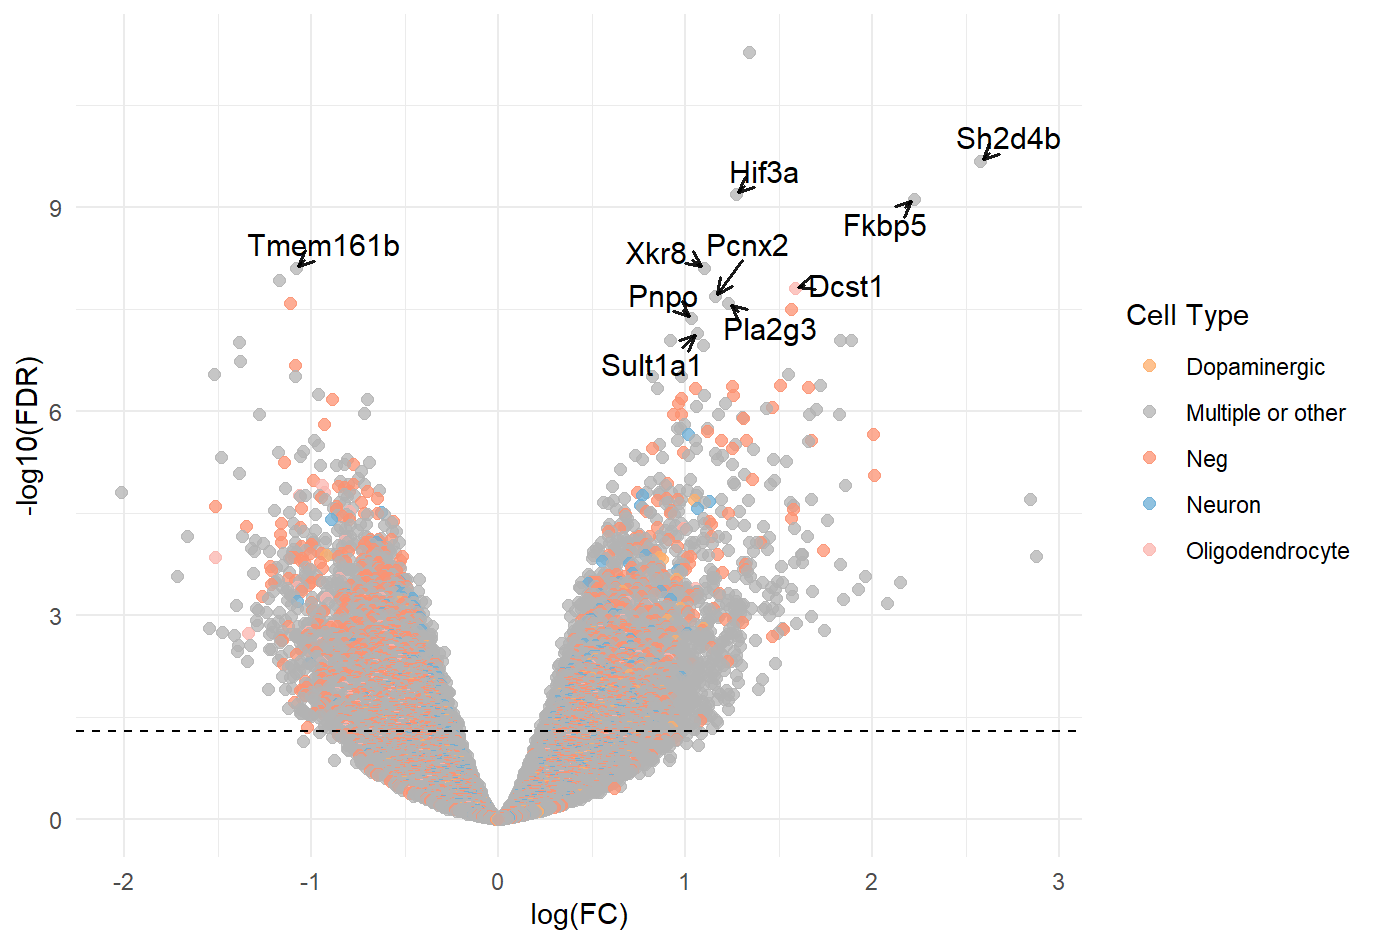 Sh2d4b
Hif3a
Fkbp5
Tmem161b
Xkr8
Pcnx2
Dcst1
Pnpo
Pla2g3
Sult1a1
-log10(FDR)
9
6
3
0
-2
-1
0
1
2
3
log(FC)
Cell Type
Dopaminergic
Multiple or other
Neg
Neuron
Oligodendrocyte